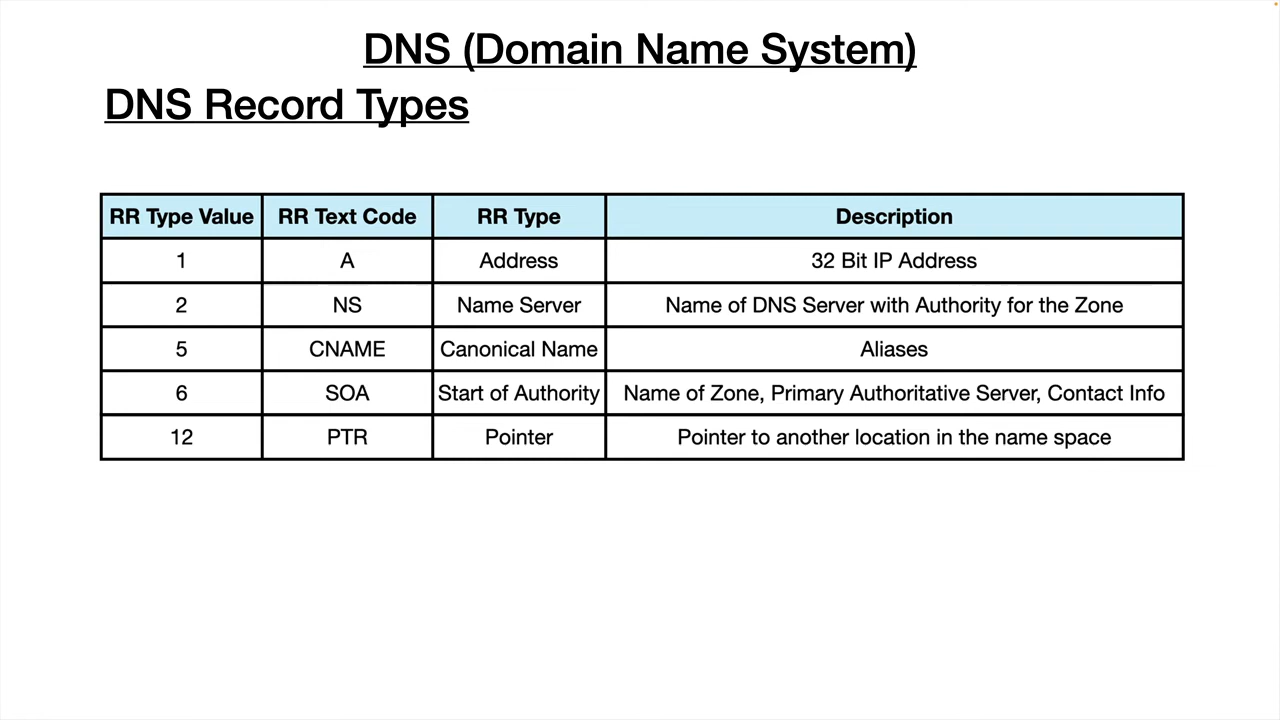 DNS (Domain Name System)
DNS Record Types
RR Type Value RR Text Code RR Type Description
1 A Address 32 Bit IP Address
2 NS Name Server Name of DNS Server with Authority for the Zone
5 CNAME Canonical Name Aliases
6 SOA Start of Authority Name of Zone, Primary Authoritative Server, Contact Info
12 PTR Pointer Pointer to another location in the name space